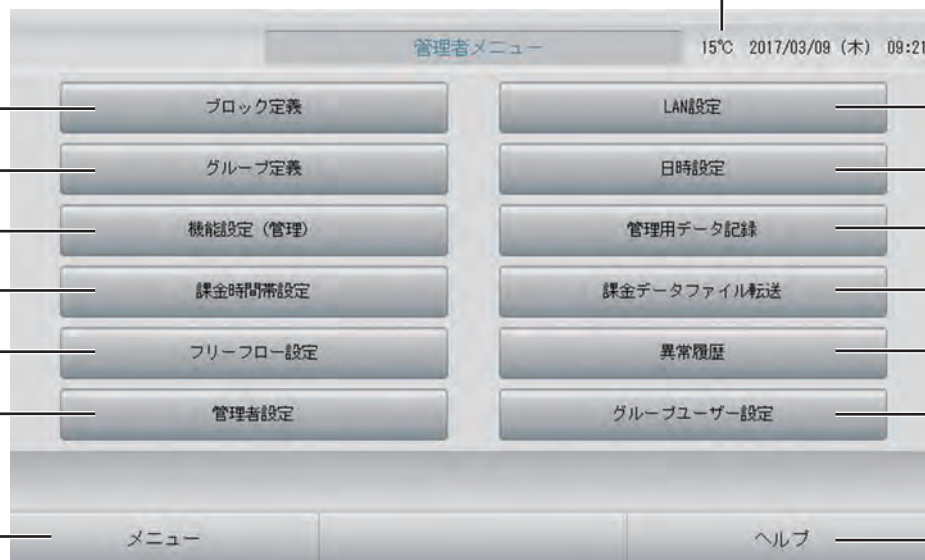 管理者メニュー
15℃ 2017/03/09 (木) 09:21
ブロック定義
LAN設定
グループ定義
日時設定
機能設定 (管理)
管理用データ記録
課金時間帯設定
課金データファイル転送
フリーフロー設定
異常履歴
管理者設定
グループユーザー設定
メニュー
ヘルプ